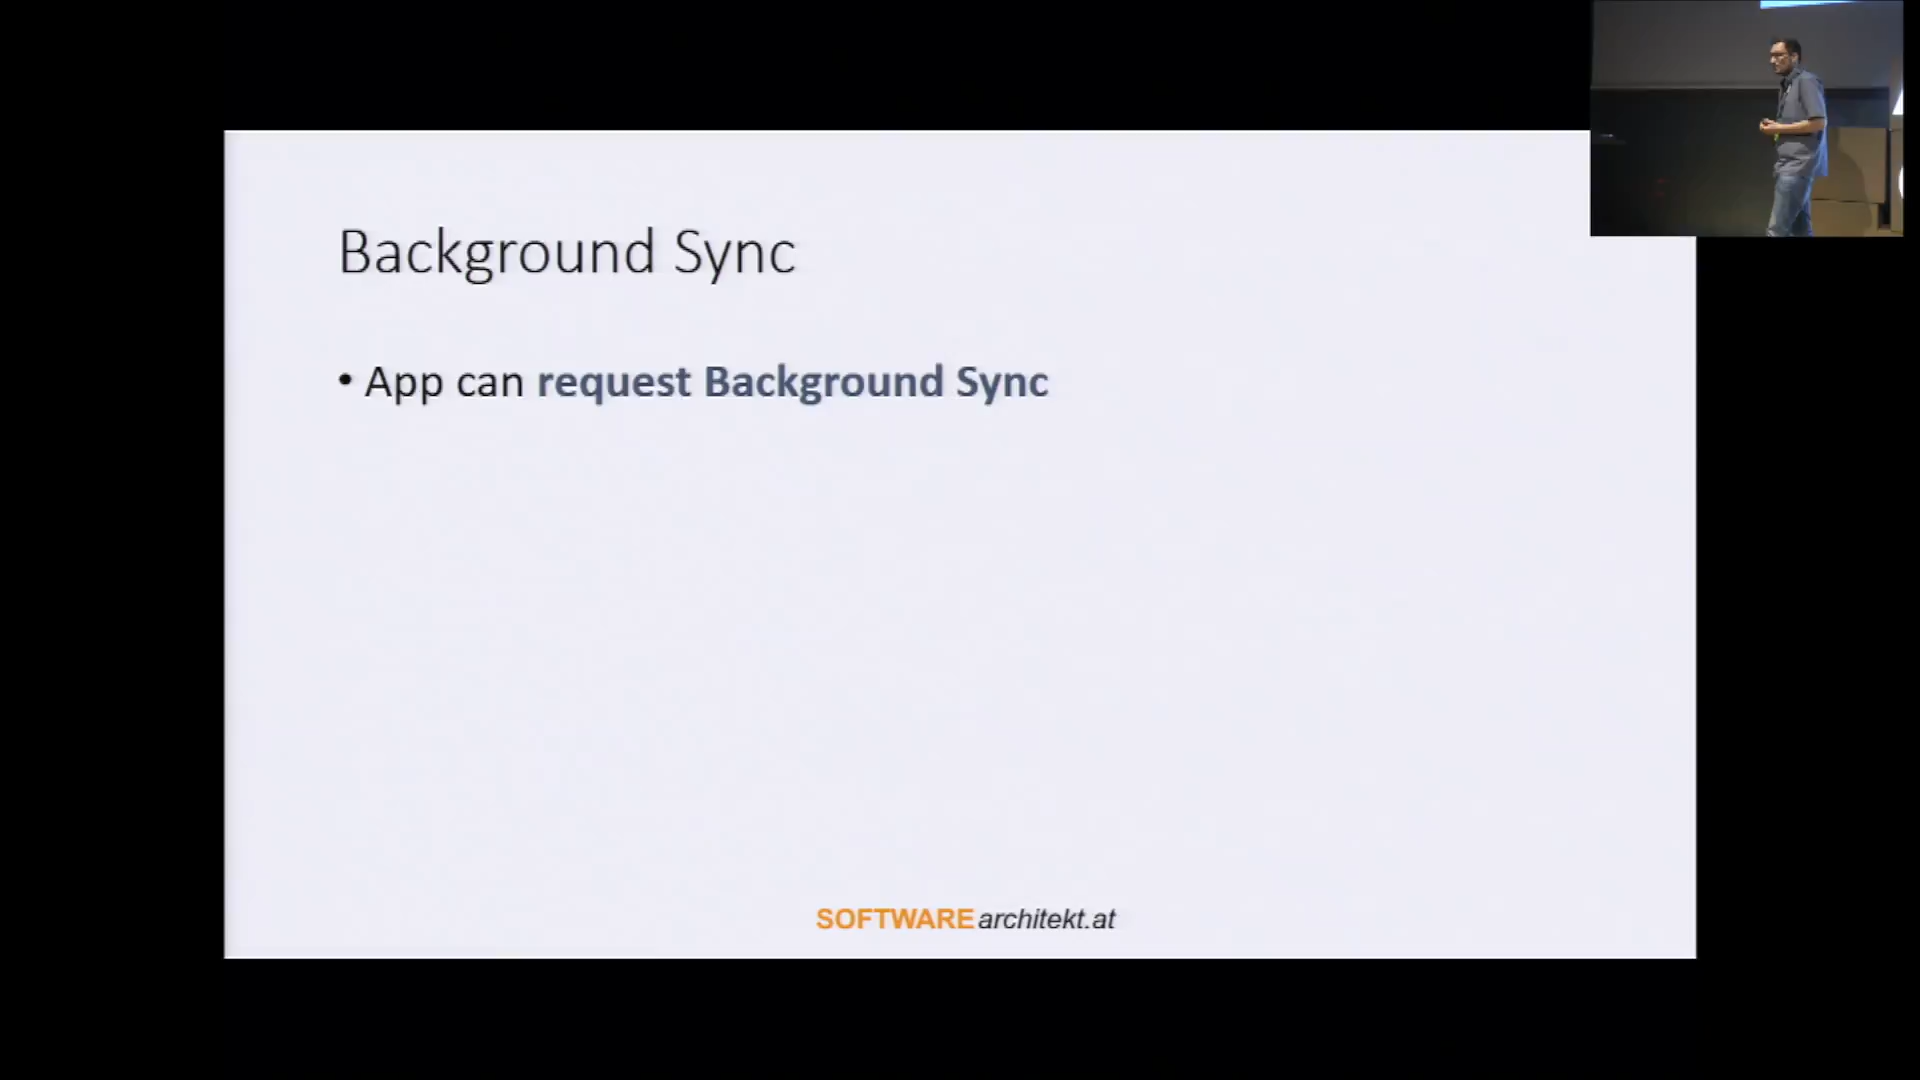 Background Sync
• App can request Background Sync
SOFTWAREarchitekt.at